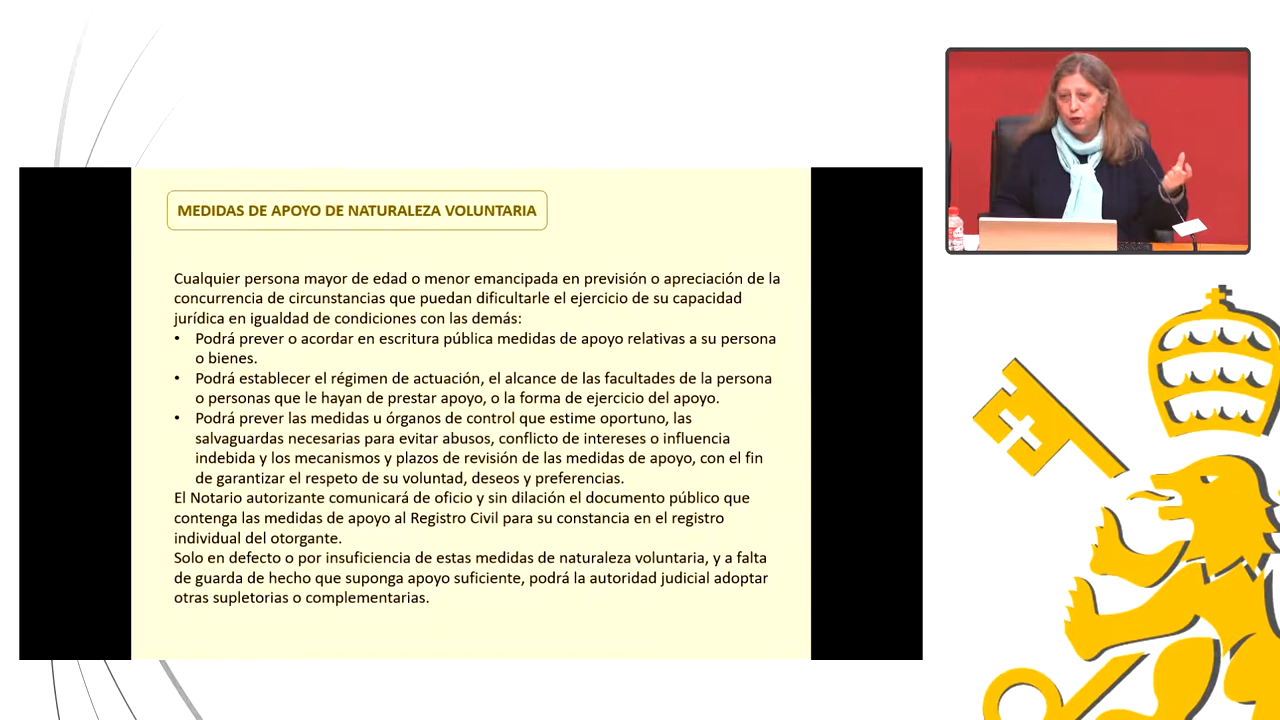 MEDIDAS DE APOYO DE NATURALEZA VOLUNTARIA
Cualquier persona mayor de edad o menor emancipada en previsión o apreciación de la
concurrencia de circunstancias que puedan dificultarle el ejercicio de su capacidad
jurídica en igualdad de condiciones con las demás:
• Podrá prever o acordar en escritura pública medidas de apoyo relativas a su persona
o bienes.
• Podrá establecer el régimen de actuación, el alcance de las facultades de la persona
o personas que le hayan de prestar apoyo, o la forma de ejercicio del apoyo.
• Podrá prever las medidas u órganos de control que estime oportuno, las
salvaguardas necesarias para evitar abusos, conflicto de intereses o influencia
indebida y los mecanismos y plazos de revisión de las medidas de apoyo, con el fin
de garantizar el respeto de su voluntad, deseos y preferencias.
El Notario autorizante comunicará de oficio y sin dilación el documento público que
contenga las medidas de apoyo al Registro Civil para su constancia en el registro
individual del otorgante.
Solo en defecto o por insuficiencia de estas medidas de naturaleza voluntaria, y a falta
de guarda de hecho que suponga apoyo suficiente, podrá la autoridad judicial adoptar
otras supletorias o complementarias.